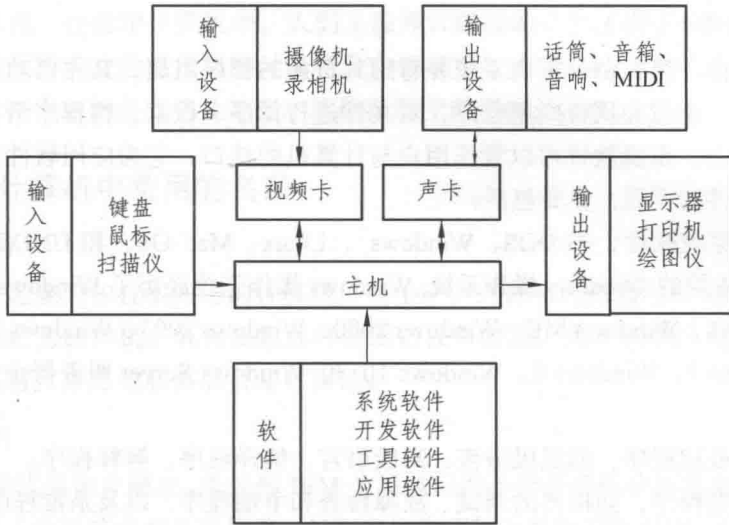 输入设备
摄像机
录相机
输出设备
话筒、音箱、
音响、MIDI
输入设备
键盘
鼠标
扫描仪
视频卡
声卡
输出设备
显示器
打印机
绘图仪
主机
软件
系统软件
开发软件
工具软件
应用软件